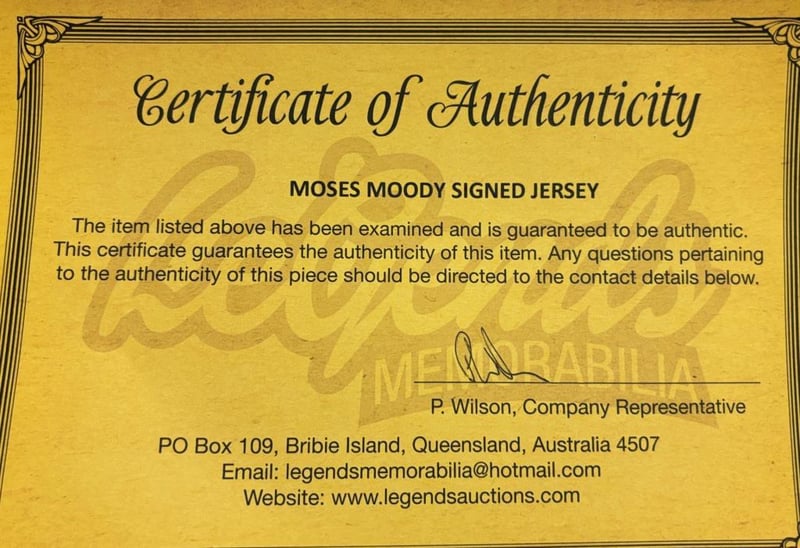 Certificate of Authenticity
MOSES MOODY SIGNED JERSEY
The item listed above has been examined and is guaranteed to be authentic.
This certificate guarantees the authenticity of this item. Any questions pertaining
to the authenticity of this piece should be directed to the contact details below.
Legends
MEMORABILIA
P. Wilson, Company Representative
PO Box 109, Bribie Island, Queensland, Australia 4507
Email: legendsmemorabilia@hotmail.com
Website: www.legendsauctions.com